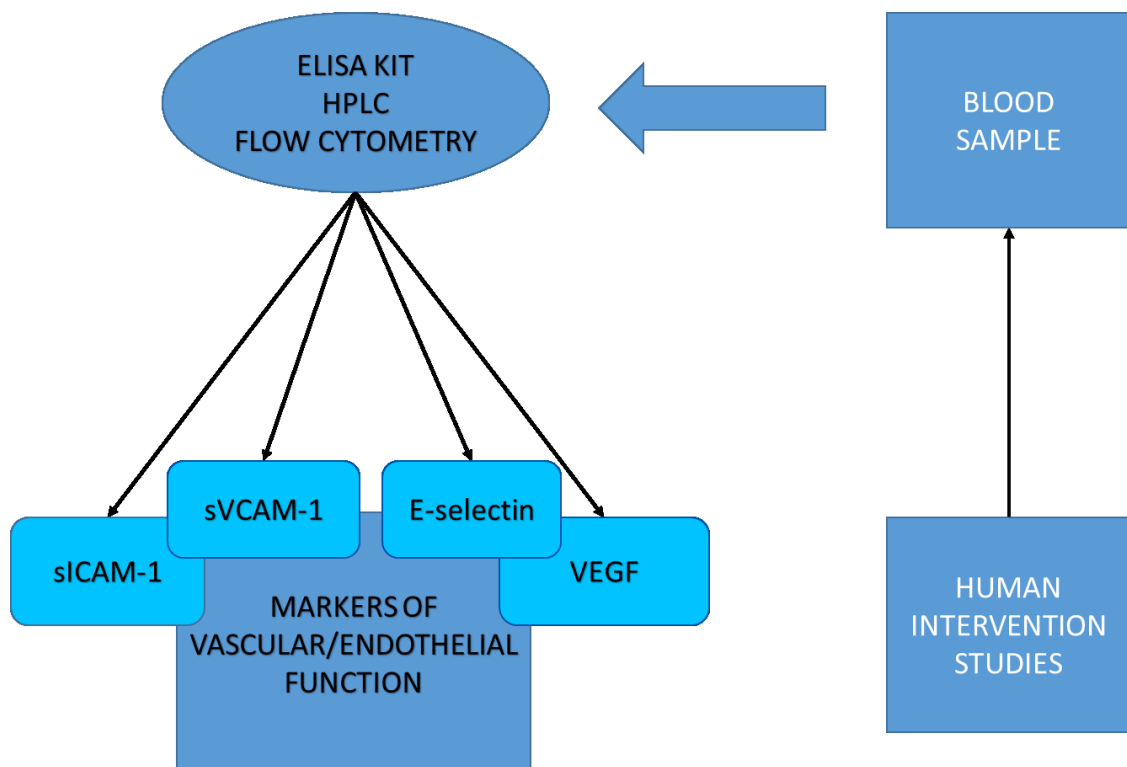 ELISA KIT
HPLC
FLOW CYTOMETRY
BLOOD
SAMPLE
sVCAM-1
E-selectin
sICAM-1
VEGF
MARKERS OF
VASCULAR/ENDOTHELIAL
FUNCTION
HUMAN
INTERVENTION
STUDIES